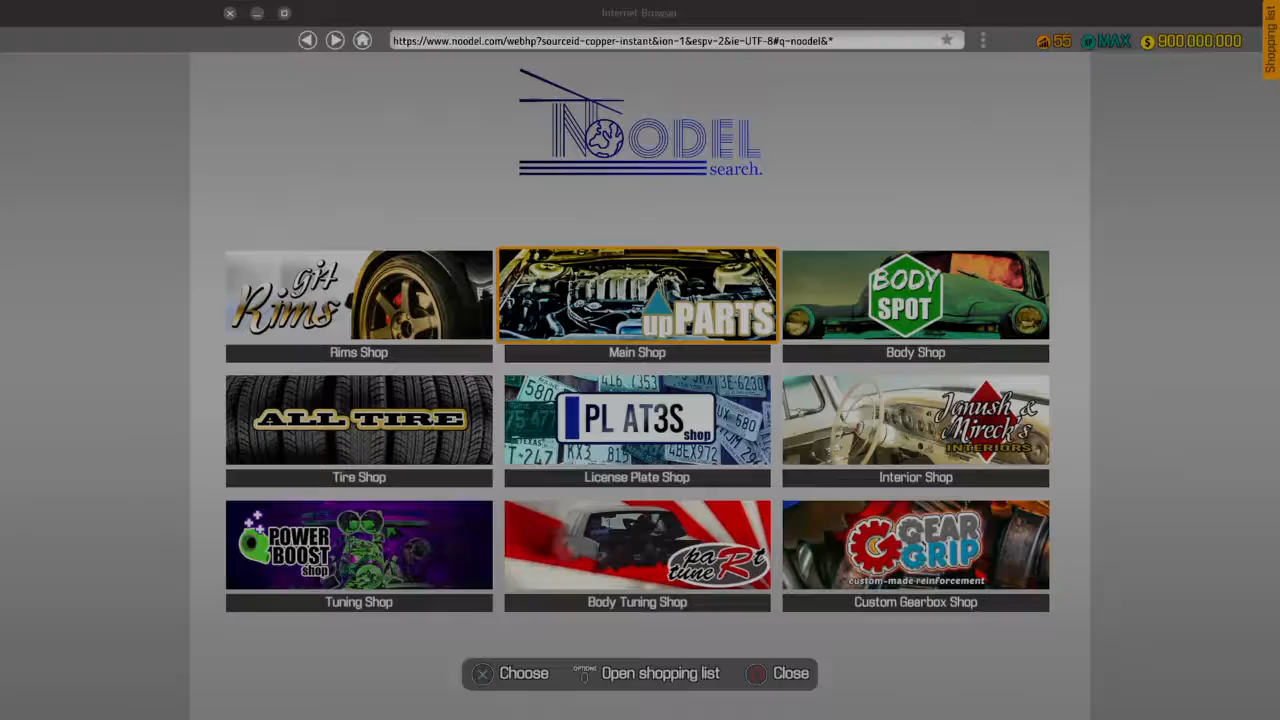 Internet Browser
https://www.noodel.com/webhp?sourceid-copper-instant&ion-1&espv-2&ie-UTF-8#q-noodel&*
55
MAX
900.000.000
Shopping list
NOODEL
search.
git Rims
upPARTS
BODY SPOT
Rims Shop
Main Shop
Body Shop
ALL TIRE
PL AT3S
shop
Janush & Mireck's
INTERIORS
Tire Shop
License Plate Shop
Interior Shop
POWER BOOST
shop
paRt tuneR
GEAR GRIP
custom-made reinforcement
Tuning Shop
Body Tuning Shop
Custom Gearbox Shop
Choose
OPTIONS
Open shopping list
Close